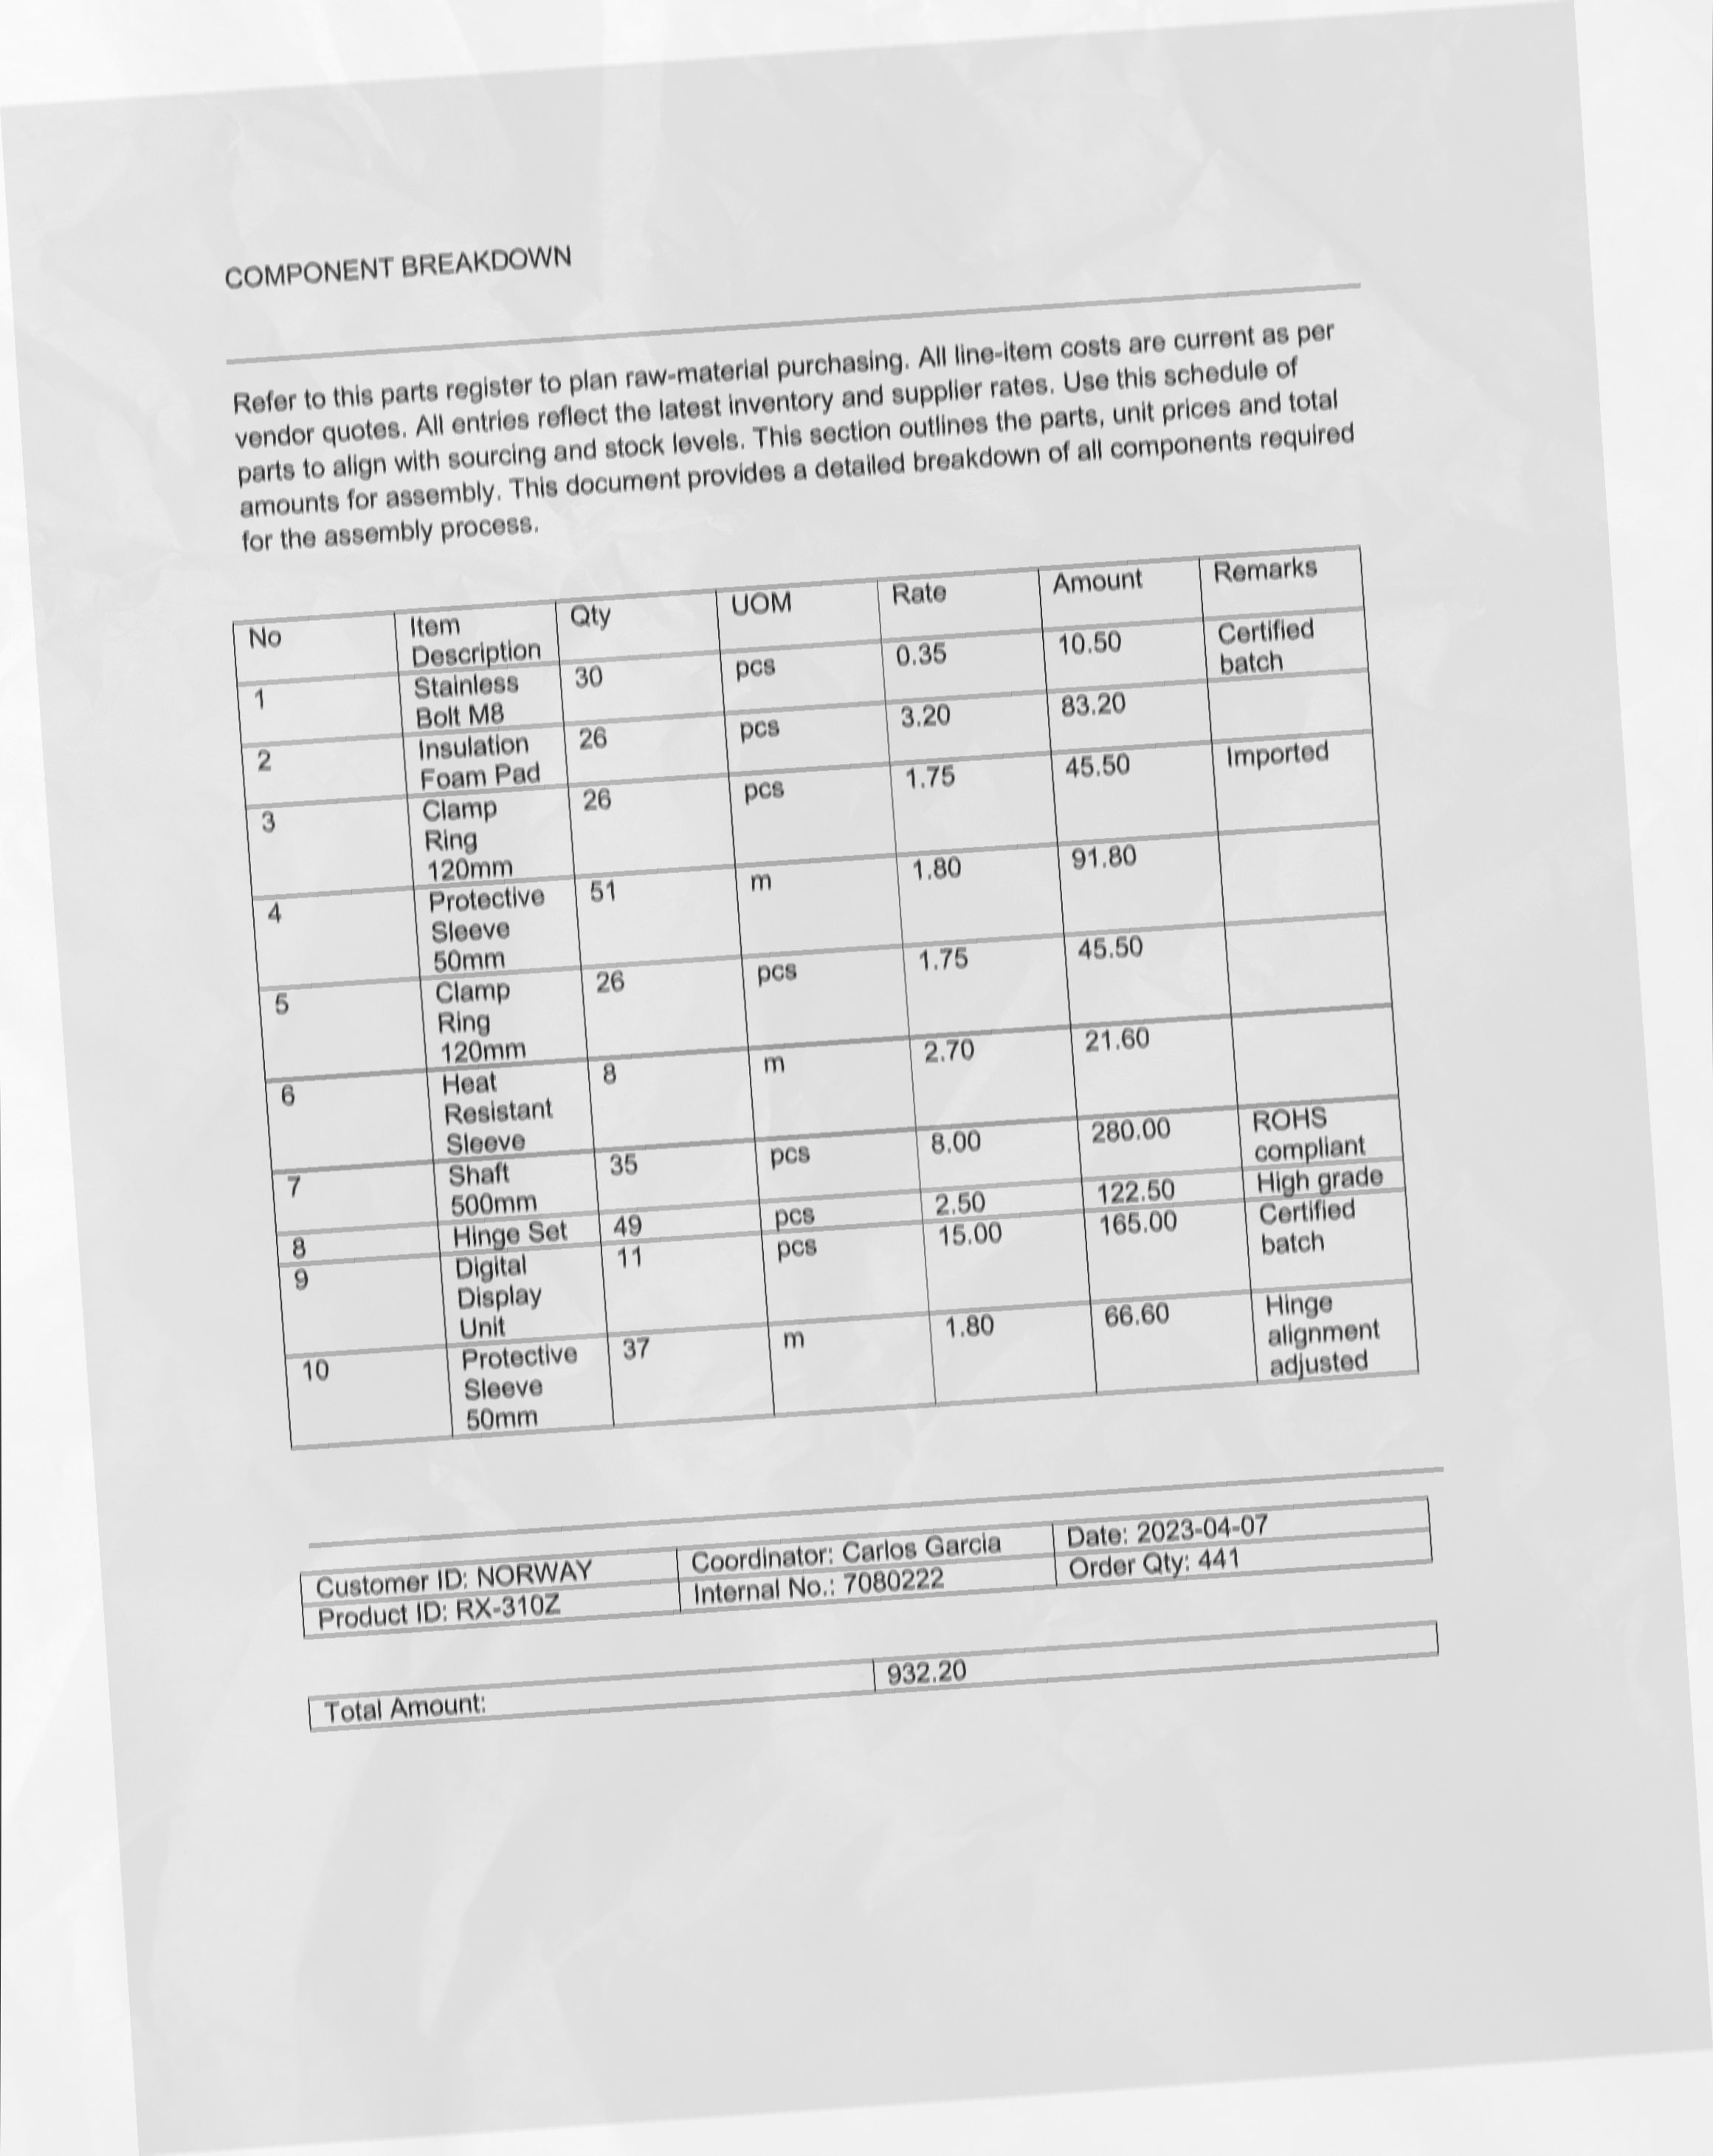 COMPONENT BREAKDOWN
Refer to this parts register to plan raw-material purchasing. All line-item costs are current as per
vendor quotes. All entries reflect the latest inventory and supplier rates. Use this schedule of
parts to align with sourcing and stock levels. This section outlines the parts, unit prices and total
amounts for assembly. This document provides a detailed breakdown of all components required
for the assembly process.
No Item Description Qty UOM Rate Amount Remarks
1 Stainless Bolt M8 30 pcs 0.35 10.50 Certified batch
2 Insulation Foam Pad 26 pcs 3.20 83.20
3 Clamp Ring 120mm 26 pcs 1.75 45.50 Imported
4 Protective Sleeve 50mm 51 m 1.80 91.80
5 Clamp Ring 120mm 26 pcs 1.75 45.50
6 Heat Resistant Sleeve 8 m 2.70 21.60
7 Shaft 500mm 35 pcs 8.00 280.00 ROHS compliant
8 Hinge Set 49 pcs 2.50 122.50 High grade
9 Digital Display Unit 11 pcs 15.00 165.00 Certified batch
10 Protective Sleeve 50mm 37 m 1.80 66.60 Hinge alignment adjusted
Customer ID: NORWAY Coordinator: Carlos Garcia Date: 2023-04-07
Product ID: RX-310Z Internal No.: 7080222 Order Qty: 441
Total Amount: 932.20